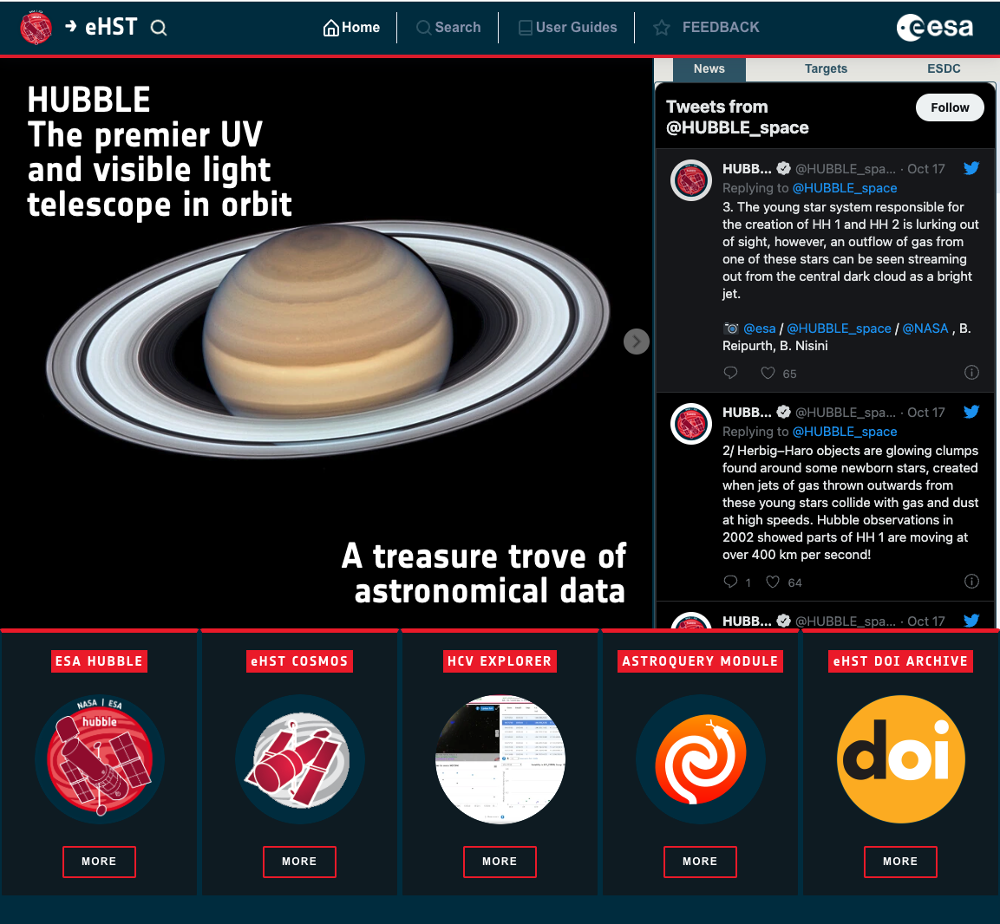 eHST
Home
Search
User Guides
FEEDBACK
esa
HUBBLE
The premier UV
and visible light
telescope in orbit
A treasure trove of
astronomical data
News
Targets
ESDC
Tweets from
@HUBBLE_space
Follow
HUBB... @HUBBLE_spa... · Oct 17
Replying to @HUBBLE_space
3. The young star system responsible for
the creation of HH 1 and HH 2 is lurking out
of sight, however, an outflow of gas from
one of these stars can be seen streaming
out from the central dark cloud as a bright
jet.
@esa / @HUBBLE_space / @NASA , B.
Reipurth, B. Nisini
65
HUBB... @HUBBLE_spa... · Oct 17
Replying to @HUBBLE_space
2/ Herbig–Haro objects are glowing clumps
found around some newborn stars, created
when jets of gas thrown outwards from
these young stars collide with gas and dust
at high speeds. Hubble observations in
2002 showed parts of HH 1 are moving at
over 400 km per second!
1 64
HUBB... @HUBBLE_spa... · Oct 17
ESA HUBBLE
NASA | ESA
hubble
MORE
eHST COSMOS
MORE
HCV EXPLORER
MORE
ASTROQUERY MODULE
MORE
eHST DOI ARCHIVE
doi
MORE